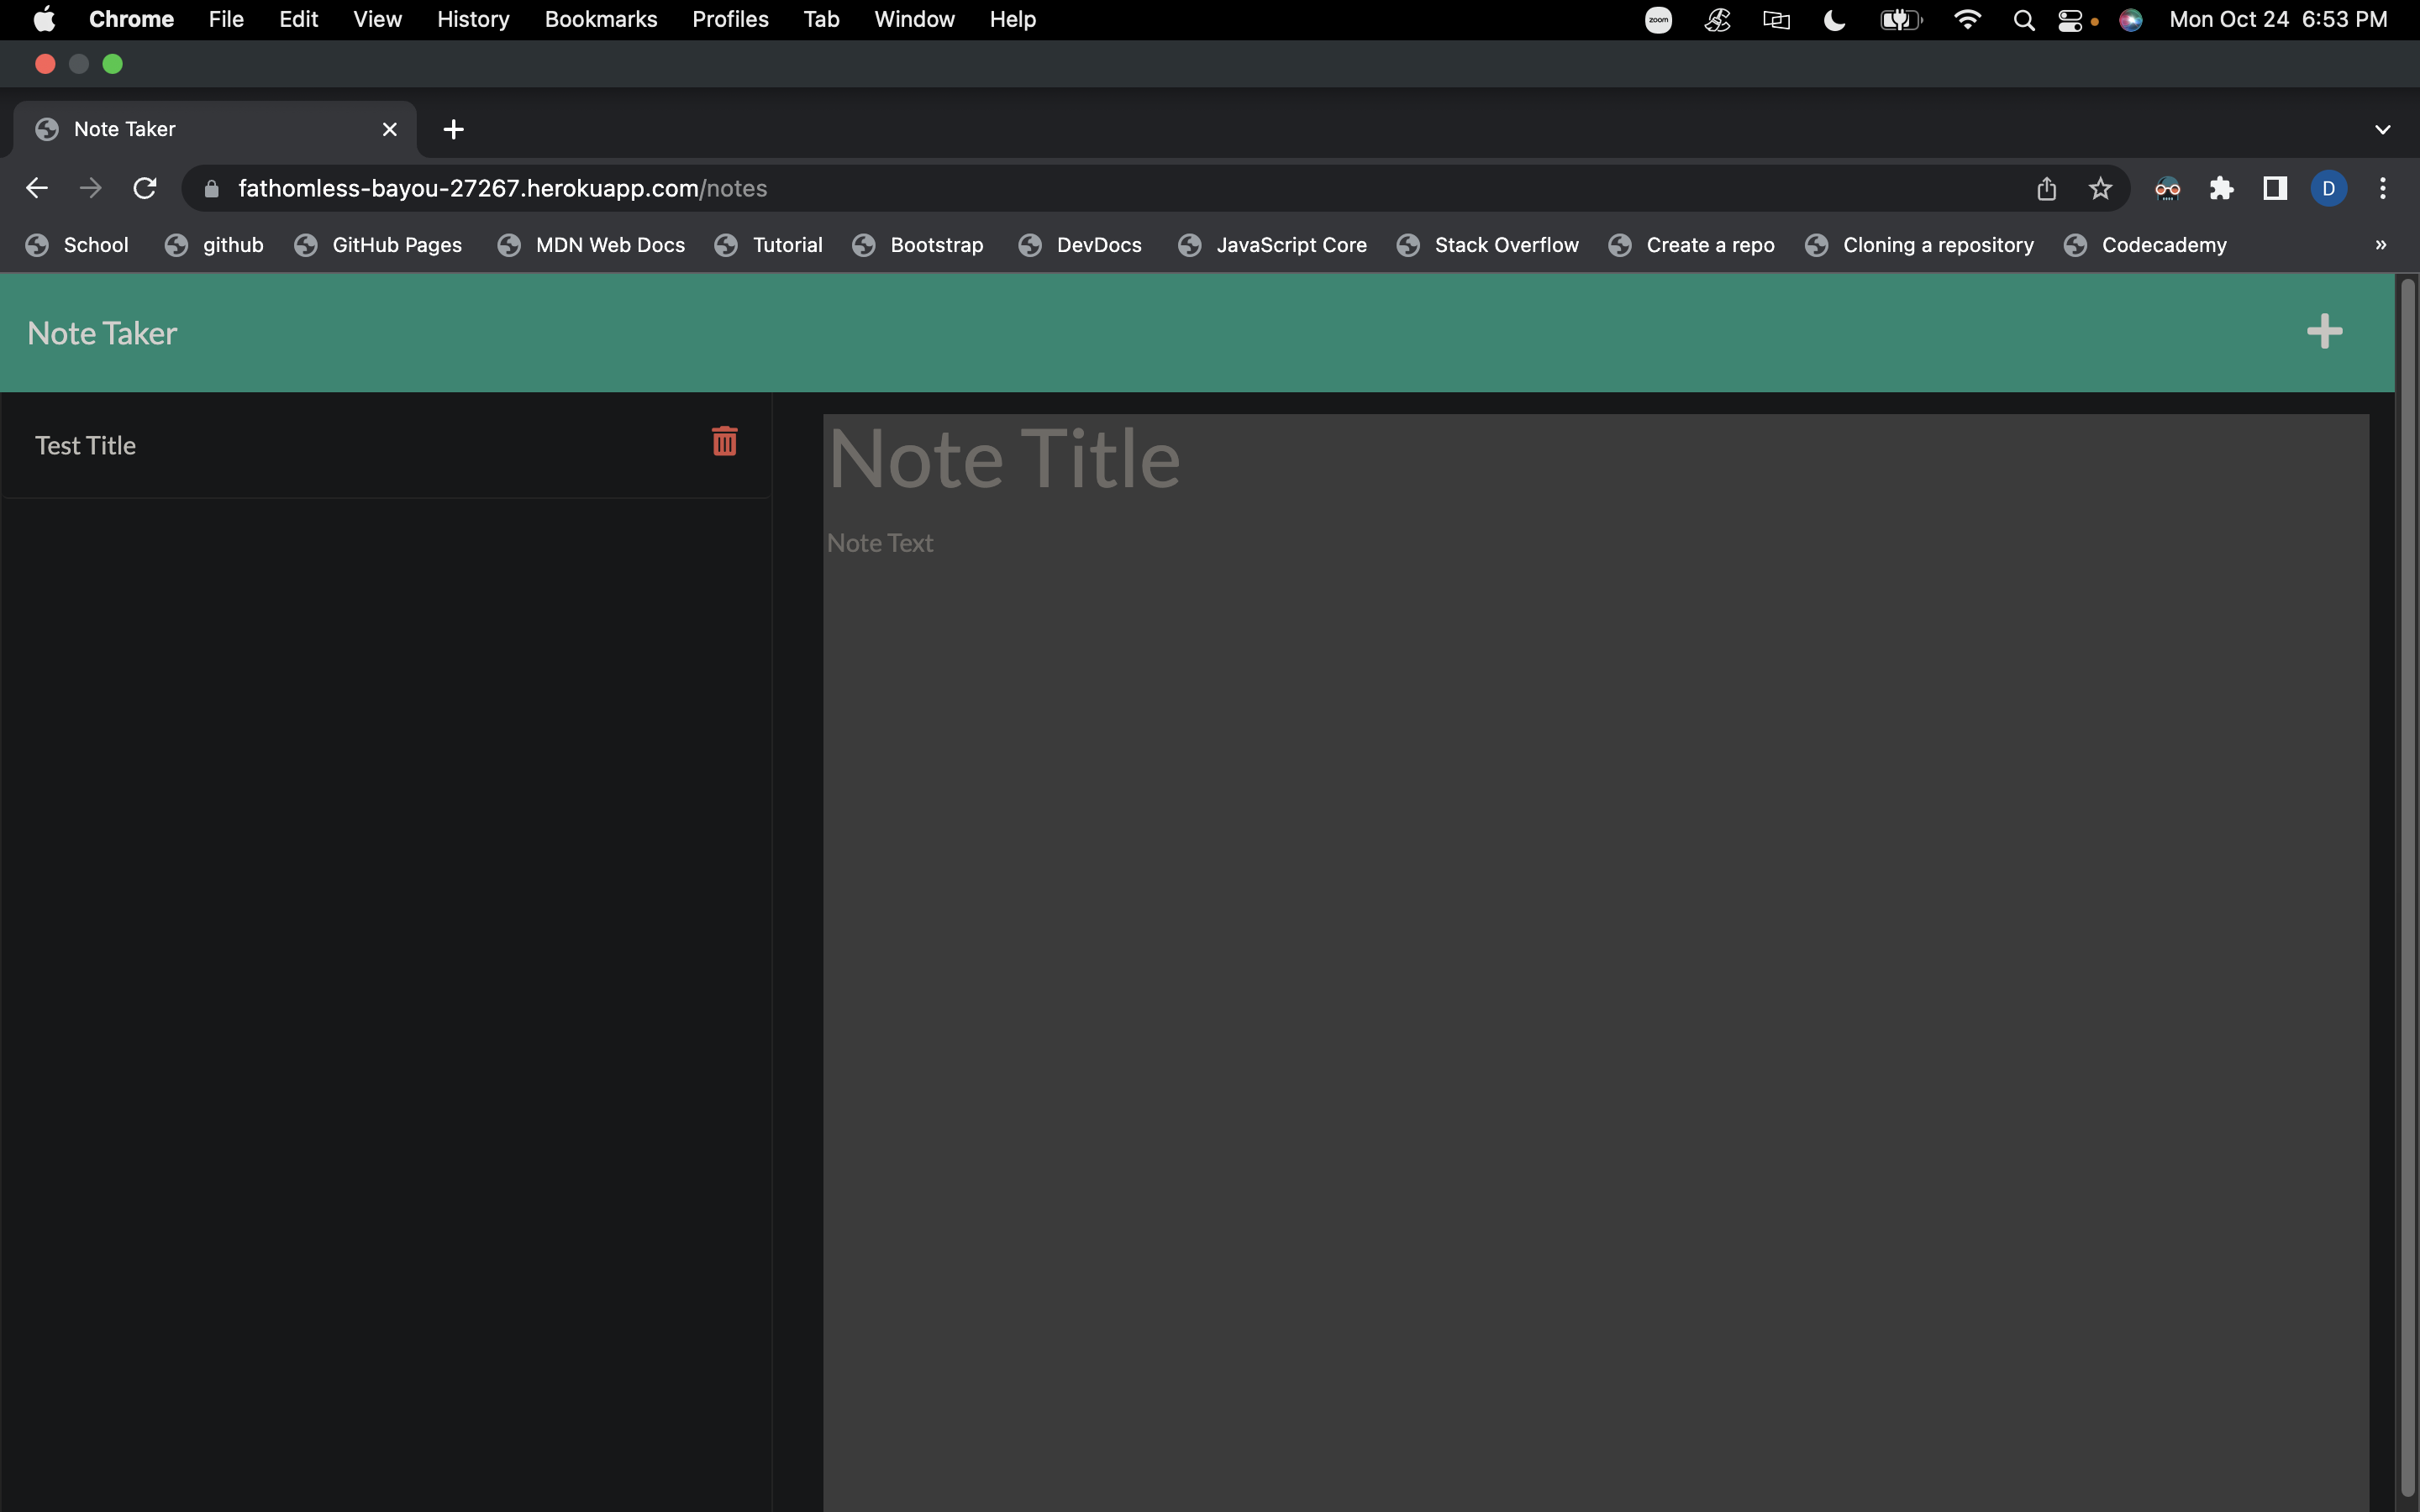 Chrome File Edit View History Bookmarks Profiles Tab Window Help zoom Mon Oct 24 6:53 PM
Note Taker
fathomless-bayou-27267.herokuapp.com/notes D
School github GitHub Pages MDN Web Docs Tutorial Bootstrap DevDocs JavaScript Core Stack Overflow Create a repo Cloning a repository Codecademy »
Note Taker
Test Title
Note Title
Note Text